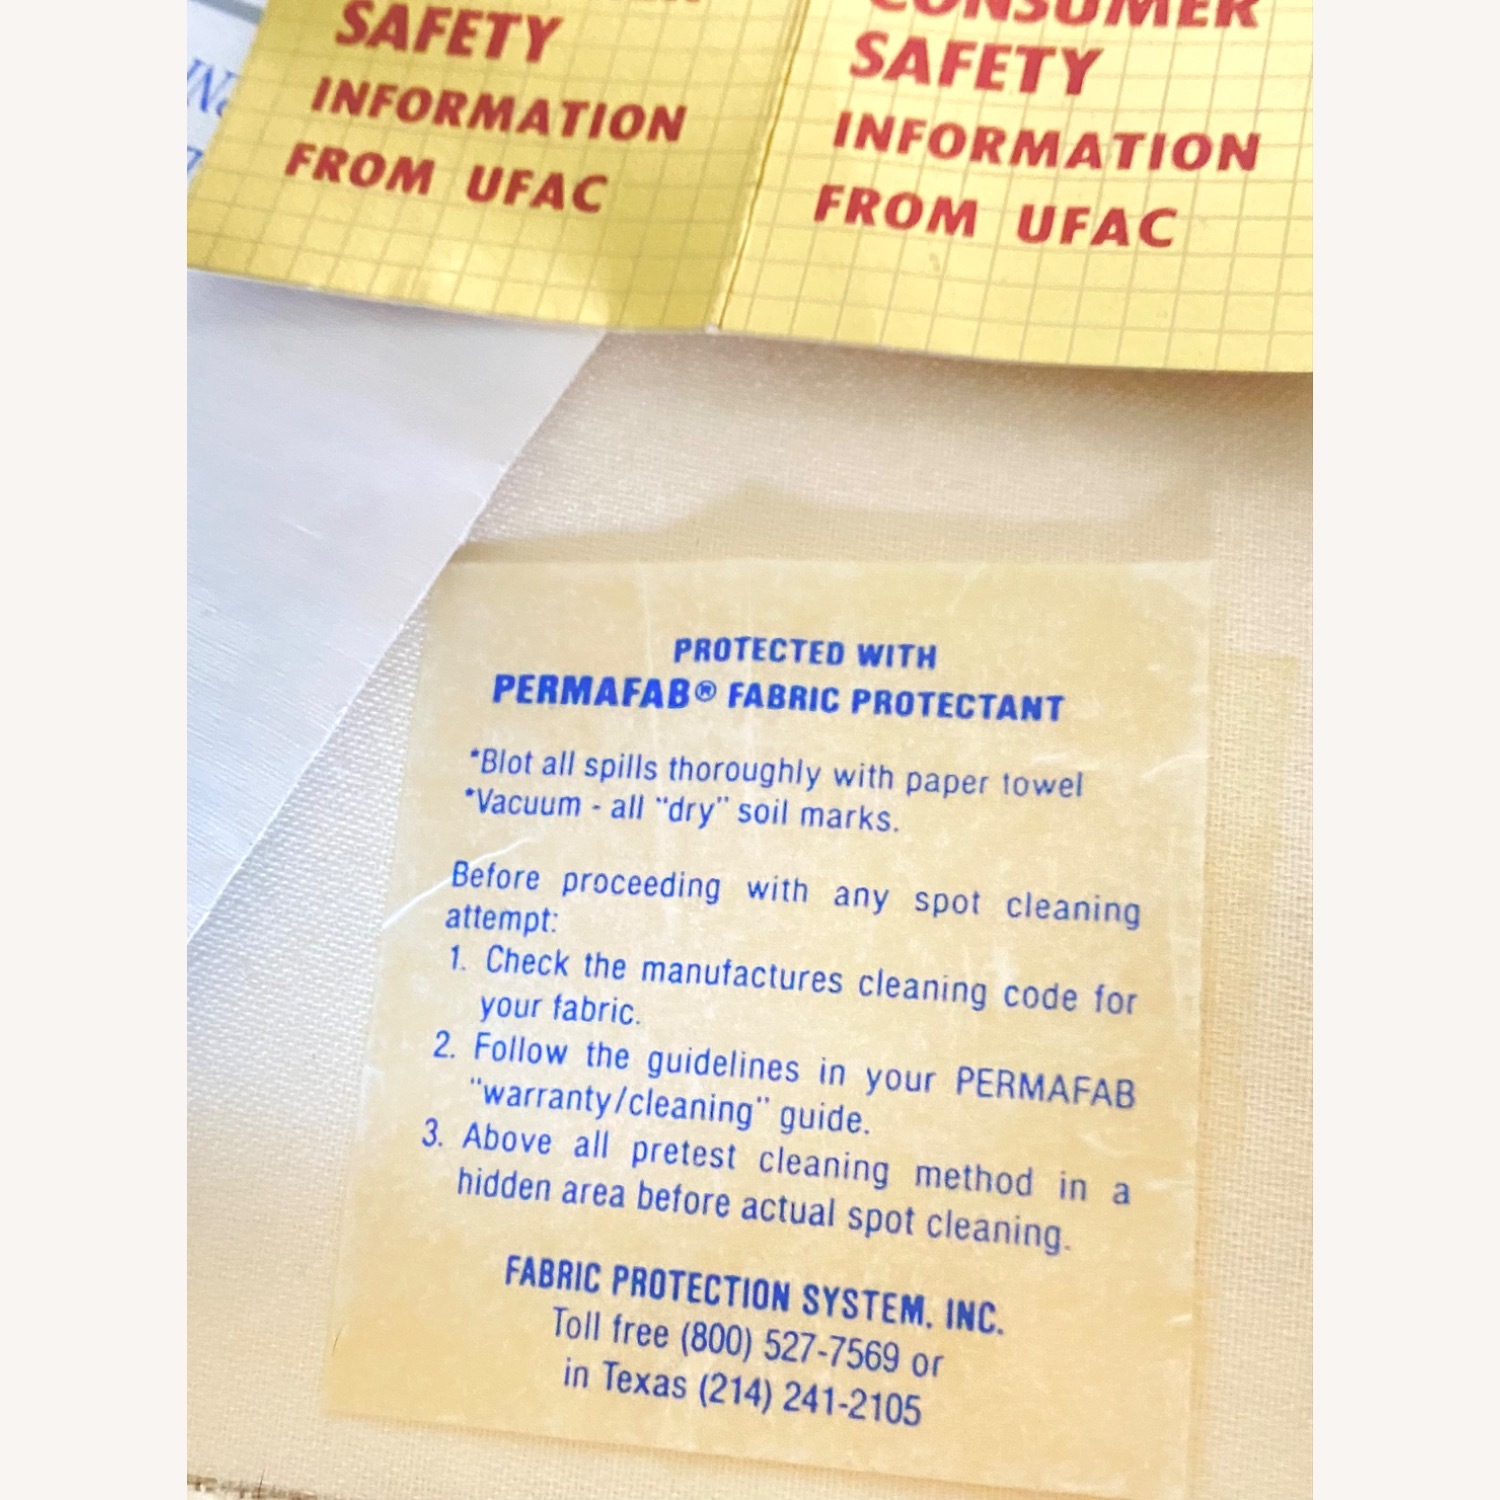 SAFETY
INFORMATION
FROM UFAC
CONSUMER
SAFETY
INFORMATION
FROM UFAC
PROTECTED WITH
PERMAFAB® FABRIC PROTECTANT
*Blot all spills thoroughly with paper towel
*Vacuum - all "dry" soil marks.
Before proceeding with any spot cleaning
attempt:
1. Check the manufactures cleaning code for
your fabric.
2. Follow the guidelines in your PERMAFAB
"warranty/cleaning" guide.
3. Above all pretest cleaning method in a
hidden area before actual spot cleaning.
FABRIC PROTECTION SYSTEM, INC.
Toll free (800) 527-7569 or
in Texas (214) 241-2105